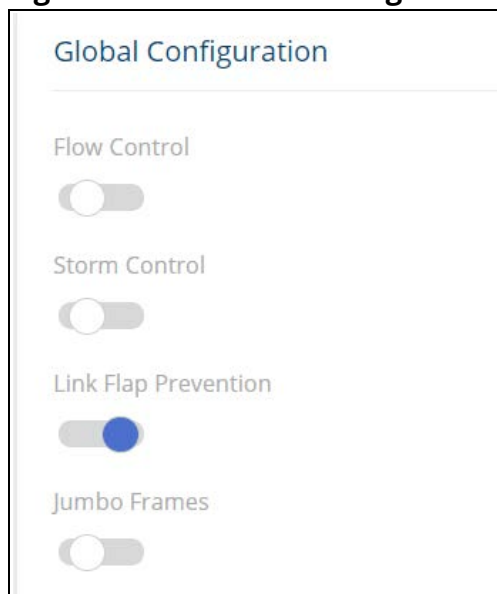 Global Configuration
Flow Control
Storm Control
Link Flap Prevention
Jumbo Frames